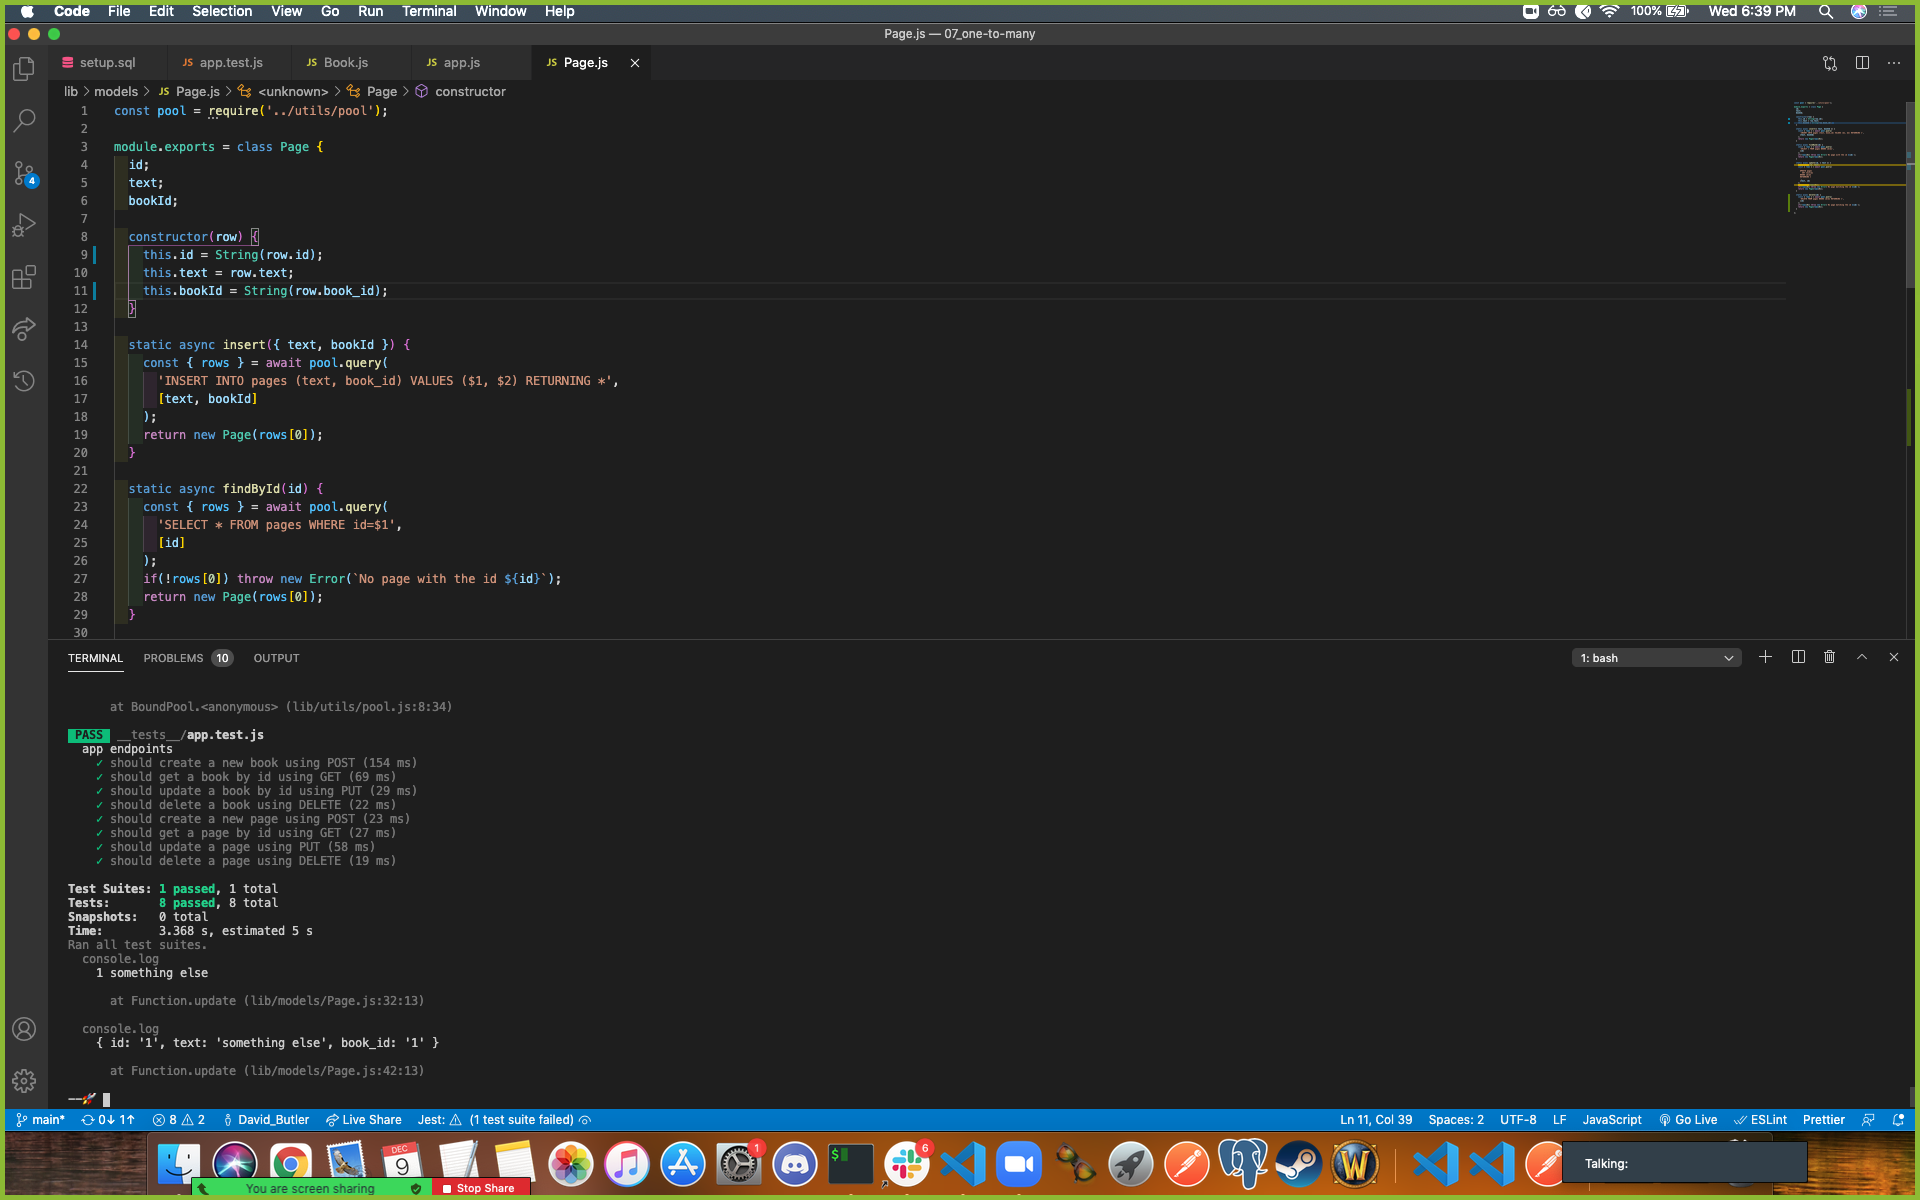 Code File Edit Selection View Go Run Terminal Window Help 100% Wed 6:39 PM
Page.js — 07_one-to-many
setup.sql JS app.test.js JS Book.js JS app.js JS Page.js
lib > models > JS Page.js > <unknown> > Page > constructor
1 const pool = require('../utils/pool');
2
3 module.exports = class Page {
4 id;
5 text;
6 bookId;
7
8 constructor(row) {
9 this.id = String(row.id);
10 this.text = row.text;
11 this.bookId = String(row.book_id);
12 }
13
14 static async insert({ text, bookId }) {
15 const { rows } = await pool.query(
16 'INSERT INTO pages (text, book_id) VALUES ($1, $2) RETURNING *',
17 [text, bookId]
18 );
19 return new Page(rows[0]);
20 }
21
22 static async findById(id) {
23 const { rows } = await pool.query(
24 'SELECT * FROM pages WHERE id=$1',
25 [id]
26 );
27 if(!rows[0]) throw new Error(`No page with the id ${id}`);
28 return new Page(rows[0]);
29 }
30
4
TERMINAL PROBLEMS 10 OUTPUT 1: bash
at BoundPool.<anonymous> (lib/utils/pool.js:8:34)
PASS __tests__/app.test.js
app endpoints
✓ should create a new book using POST (154 ms)
✓ should get a book by id using GET (69 ms)
✓ should update a book by id using PUT (29 ms)
✓ should delete a book using DELETE (22 ms)
✓ should create a new page using POST (23 ms)
✓ should get a page by id using GET (27 ms)
✓ should update a page using PUT (58 ms)
✓ should delete a page using DELETE (19 ms)
Test Suites: 1 passed, 1 total
Tests: 8 passed, 8 total
Snapshots: 0 total
Time: 3.368 s, estimated 5 s
Ran all test suites.
console.log
1 something else
at Function.update (lib/models/Page.js:32:13)
console.log
{ id: '1', text: 'something else', book_id: '1' }
at Function.update (lib/models/Page.js:42:13)
main* 0↓ 1↑ 8 2 David_Butler Live Share Jest: (1 test suite failed) Ln 11, Col 39 Spaces: 2 UTF-8 LF JavaScript Go Live ESLint Prettier
DEC
9
1
$
6
W
Talking:
You are screen sharing Stop Share